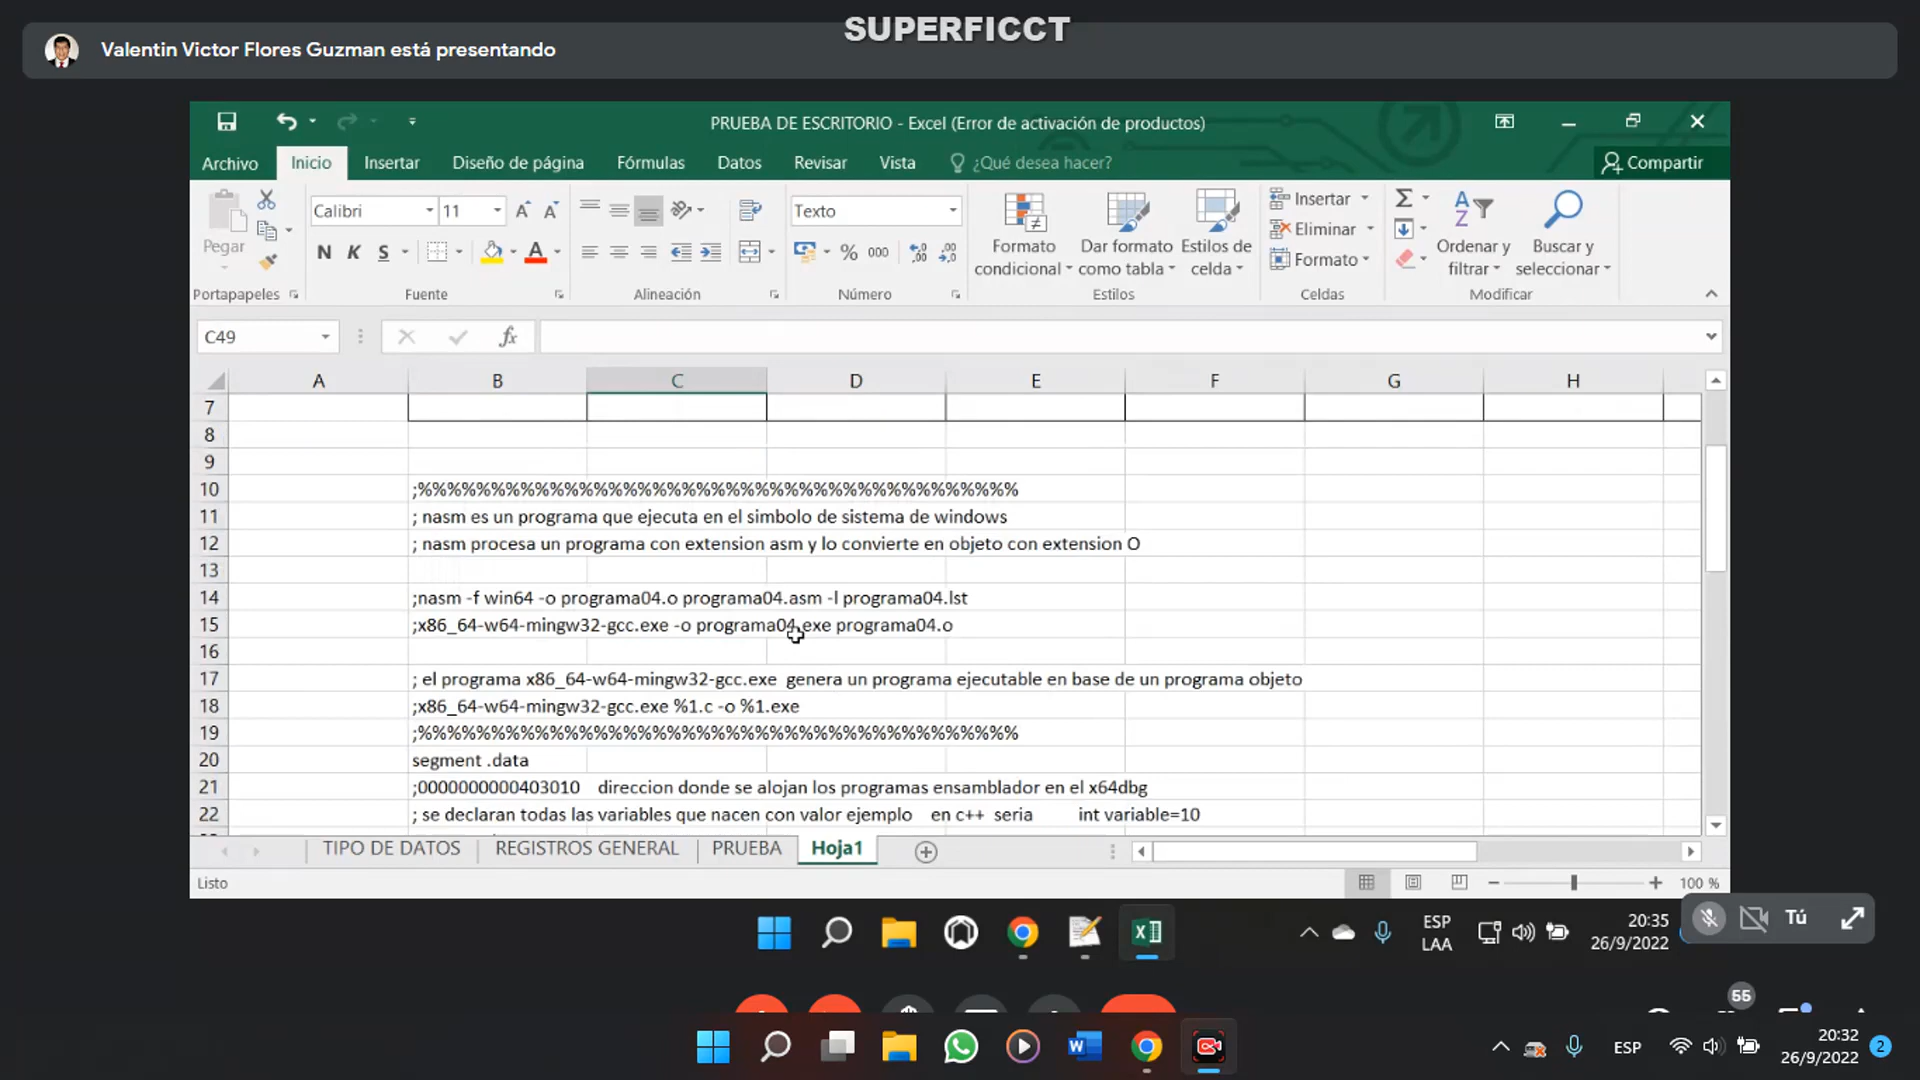 SUPERFICCT
Valentin Victor Flores Guzman está presentando
PRUEBA DE ESCRITORIO - Excel (Error de activación de productos)
Archivo Inicio Insertar Diseño de página Fórmulas Datos Revisar Vista ¿Qué desea hacer? Compartir
Pegar
Calibri 11
N K S
Texto
% 000
Formato condicional
Dar formato como tabla
Estilos de celda
Insertar
Eliminar
Formato
Ordenar y filtrar
Buscar y seleccionar
Portapapeles Fuente Alineación Número Estilos Celdas Modificar
C49 fx
A B C D E F G H
7
8
9
10 ;%%%%%%%%%%%%%%%%%%%%%%%%%%%%%%%%%%%%%%%%%
11 ; nasm es un programa que ejecuta en el simbolo de sistema de windows
12 ; nasm procesa un programa con extension asm y lo convierte en objeto con extension O
13
14 ;nasm -f win64 -o programa04.o programa04.asm -l programa04.lst
15 ;x86_64-w64-mingw32-gcc.exe -o programa04.exe programa04.o
16
17 ; el programa x86_64-w64-mingw32-gcc.exe genera un programa ejecutable en base de un programa objeto
18 ;x86_64-w64-mingw32-gcc.exe %1.c -o %1.exe
19 ;%%%%%%%%%%%%%%%%%%%%%%%%%%%%%%%%%%%%%%%%%
20 segment .data
21 ;0000000000403010 direccion donde se alojan los programas ensamblador en el x64dbg
22 ; se declaran todas las variables que nacen con valor ejemplo en c++ seria int variable=10
TIPO DE DATOS REGISTROS GENERAL PRUEBA Hoja1
Listo 100 %
ESP
LAA
20:35
26/9/2022
Tú
55
ESP
20:32
26/9/2022
2